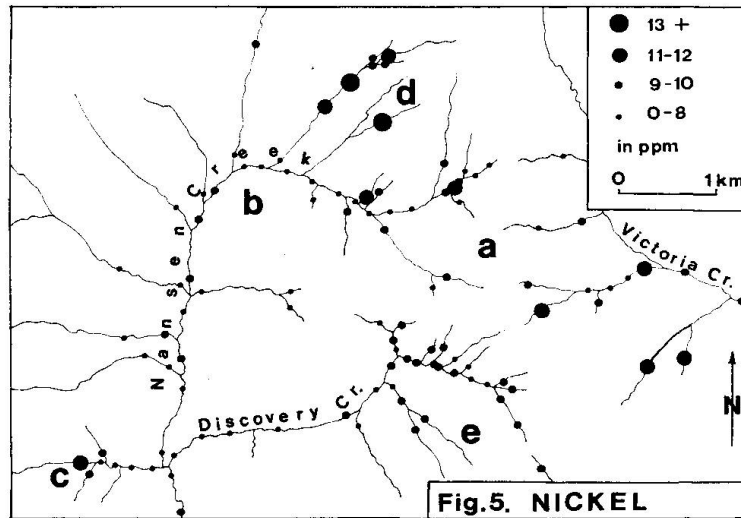 13 +
11-12
9-10
0-8
in ppm
0 1 km
d
Nansen Creek
b
a
Victoria Cr.
N
Discovery Cr.
e
c
Fig.5. NICKEL